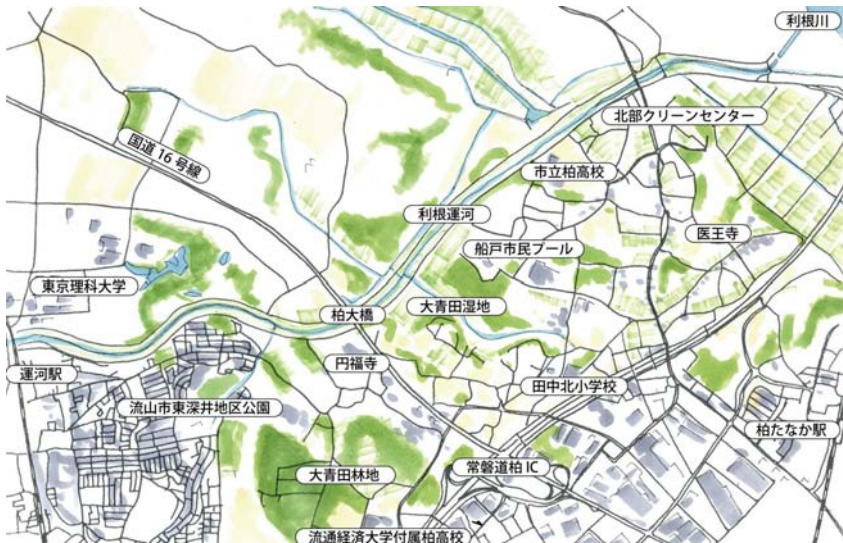 利根川
北部クリーンセンター
国道16号線
市立柏高校
利根運河
医王寺
船戸市民プール
東京理科大学
大青田湿地
柏大橋
円福寺
運河駅
田中北小学校
流山市東深井地区公園
柏たなか駅
大青田林地
常磐道柏IC
流通経済大学付属柏高校